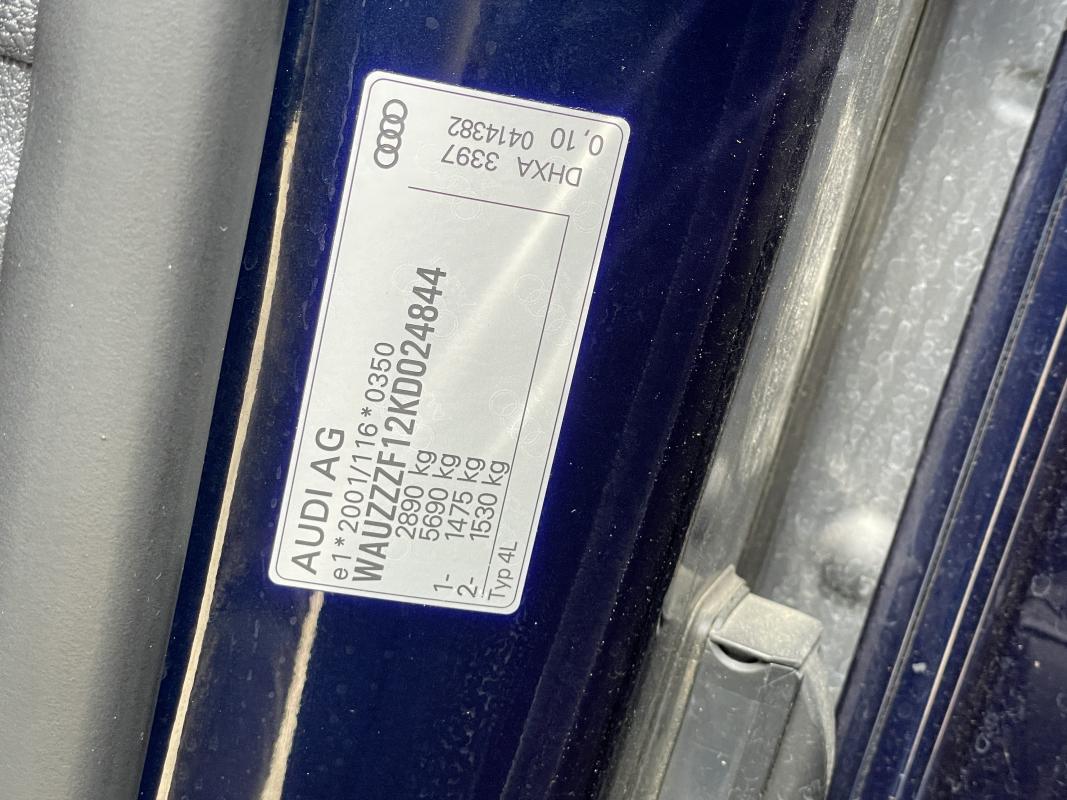 AUDI AG
e1*2001/116*0350
WAUZZZF12KD024844
2890 kg
5690 kg
1- 1475 kg
2- 1530 kg
Typ 4L
DHXA 3397
0,10 0414382